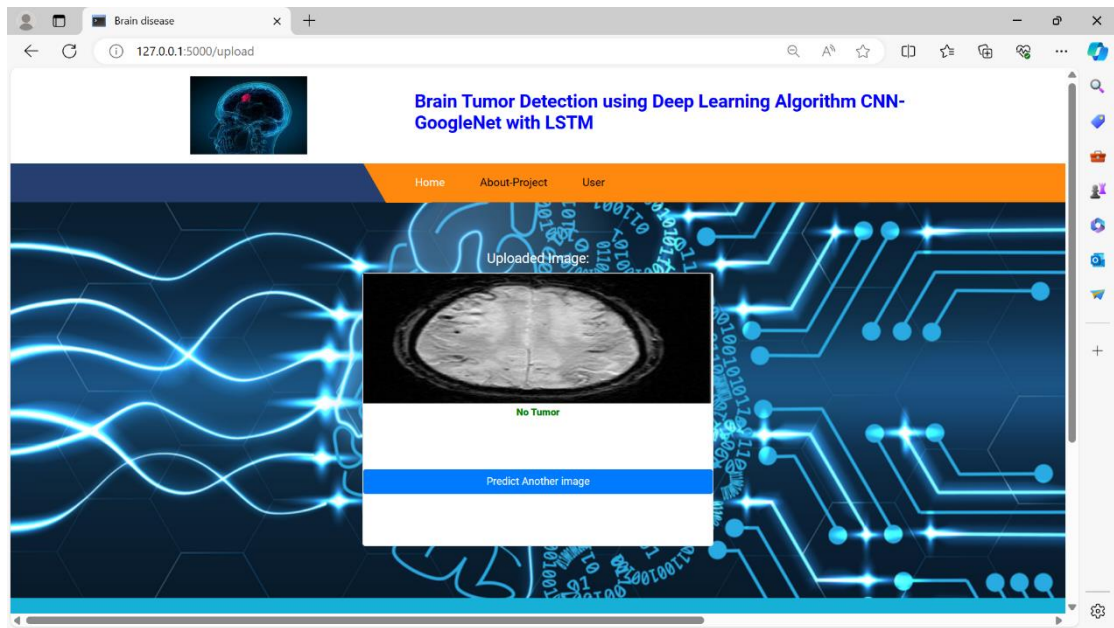 Brain disease
127.0.0.1:5000/upload
Brain Tumor Detection using Deep Learning Algorithm CNN-
GoogleNet with LSTM
Home About-Project User
Uploaded Image:
No Tumor
Predict Another image